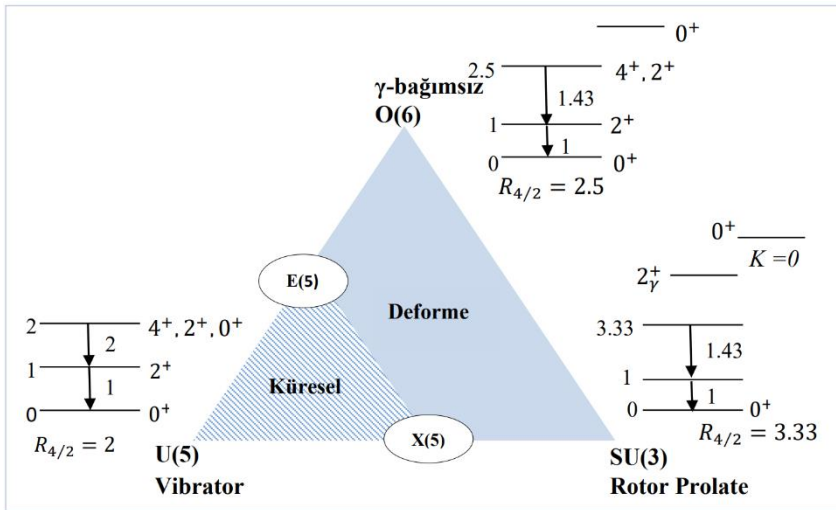 0⁺
2.5 4⁺, 2⁺
1.43
1 2⁺
1
0 0⁺
R₄/₂ = 2.5
γ-bağımsız
O(6)
0⁺
K =0
2⁺ᵧ
3.33
1.43
1
1
0 0⁺
R₄/₂ = 3.33
E(5)
Deforme
2 4⁺, 2⁺, 0⁺
2
1 2⁺
1
0 0⁺
R₄/₂ = 2
Küresel
X(5)
U(5)
Vibrator
SU(3)
Rotor Prolate